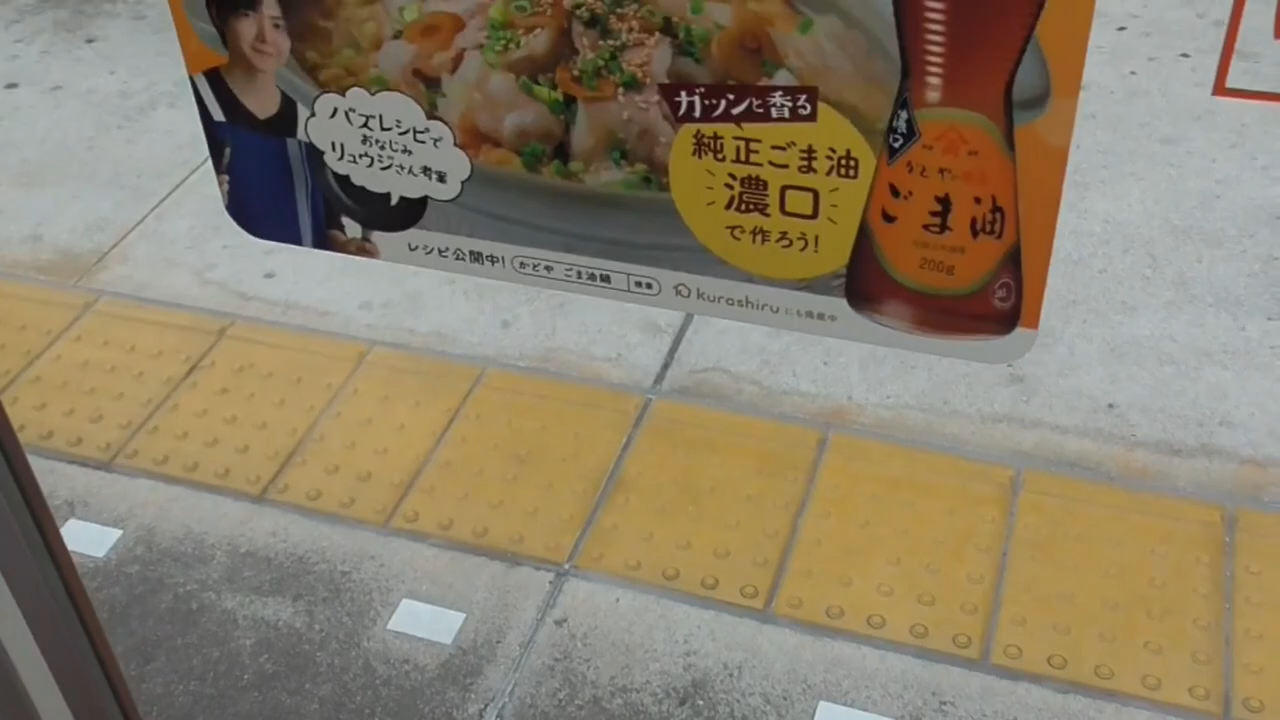 バズレシピで
おなじみ
リュウジさん考案
ガツンと香る
純正ごま油
濃口
で作ろう!
濃口
かどや
ごま油
200g
レシピ公開中! かどや ごま油鍋 検索
kurashiru にも掲載中